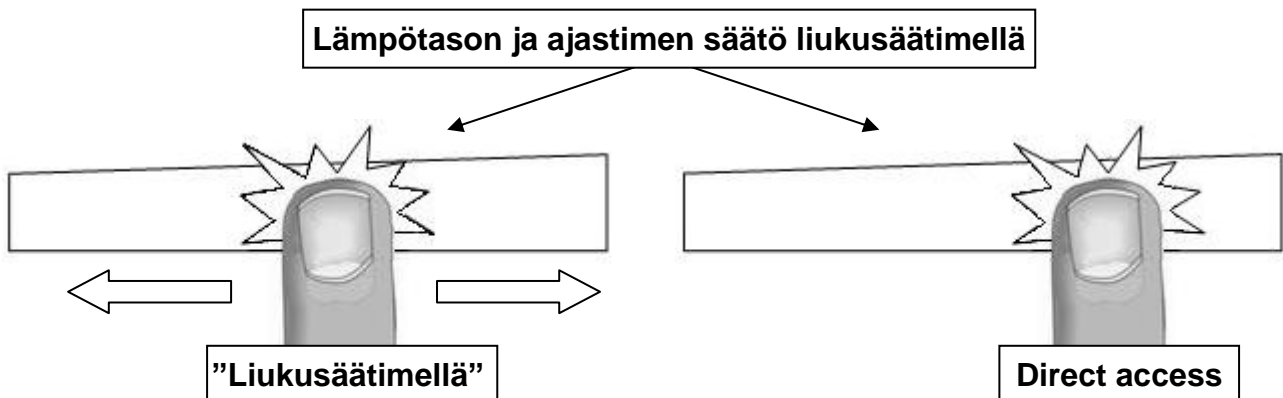 Lämpötason ja ajastimen säätö liukusäätimellä
”Liukusäätimellä”
Direct access